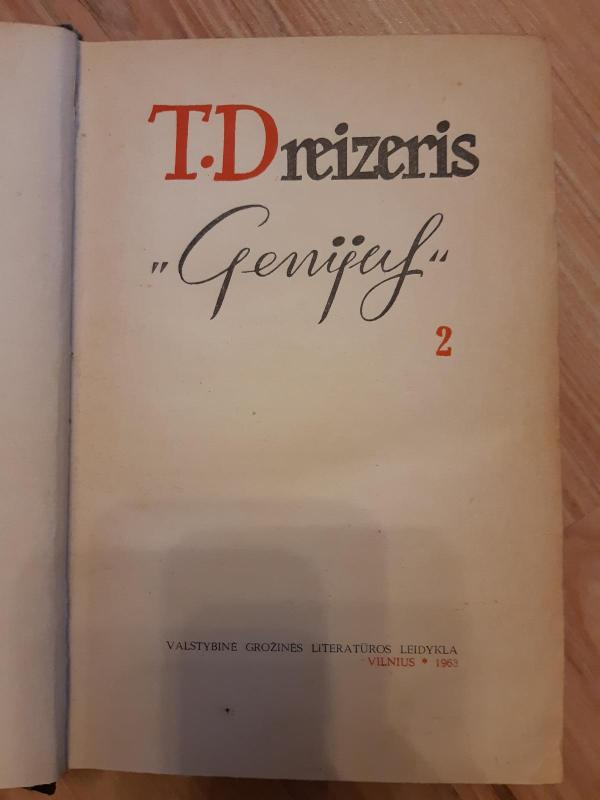 T. Dreizeris
„Genijus“
2
VALSTYBINĖ GROŽINĖS LITERATŪROS LEIDYKLA
VILNIUS * 1963